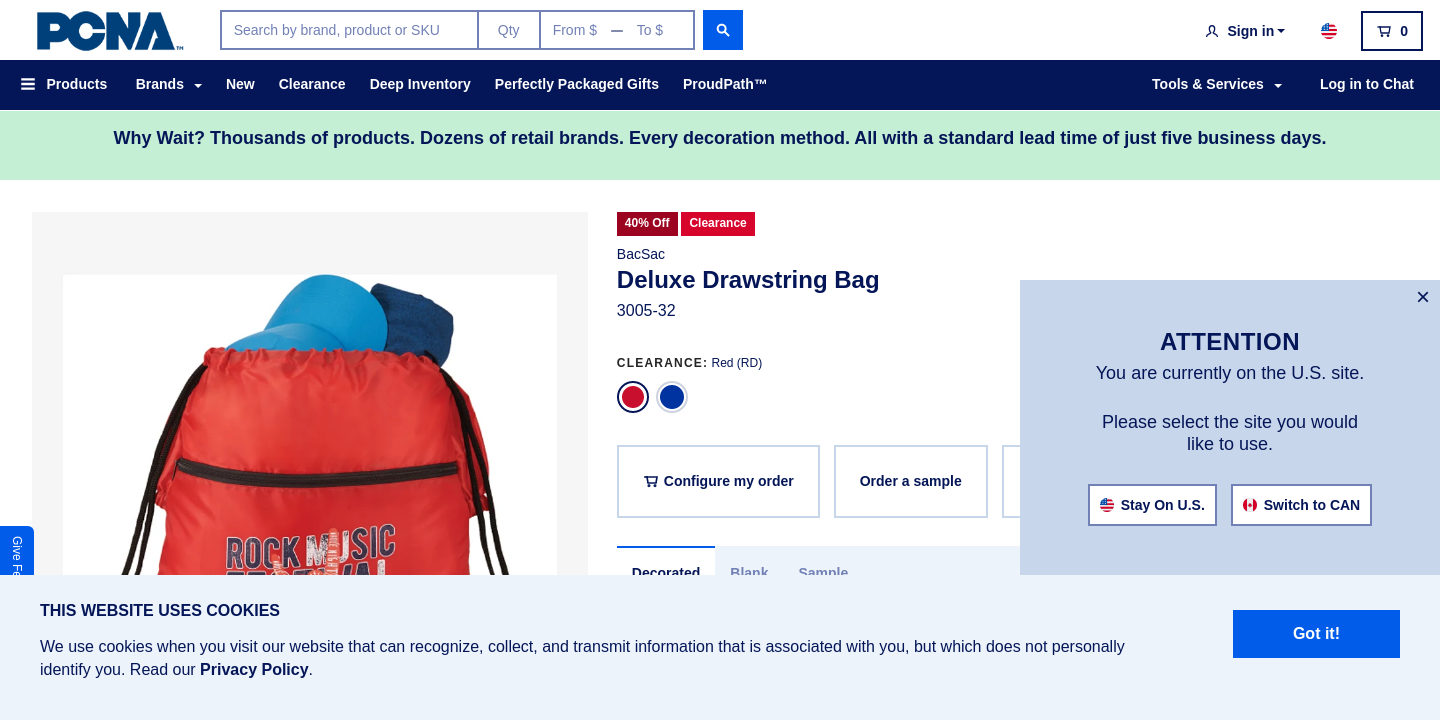 PCNA™
Search by brand, product or SKU
Qty
From $ — To $
Sign in
0
Products
Brands
New
Clearance
Deep Inventory
Perfectly Packaged Gifts
ProudPath™
Tools & Services
Log in to Chat
Why Wait? Thousands of products. Dozens of retail brands. Every decoration method. All with a standard lead time of just five business days.
40% Off
Clearance
BacSac
Deluxe Drawstring Bag
3005-32
CLEARANCE: Red (RD)
Configure my order
Order a sample
Decorated
Blank
Sample
ROCK MUSIC
FESTIVAL
×
ATTENTION
You are currently on the U.S. site.
Please select the site you would
like to use.
Stay On U.S.
Switch to CAN
Give
THIS WEBSITE USES COOKIES
We use cookies when you visit our website that can recognize, collect, and transmit information that is associated with you, but which does not personally
identify you. Read our Privacy Policy.
Got it!